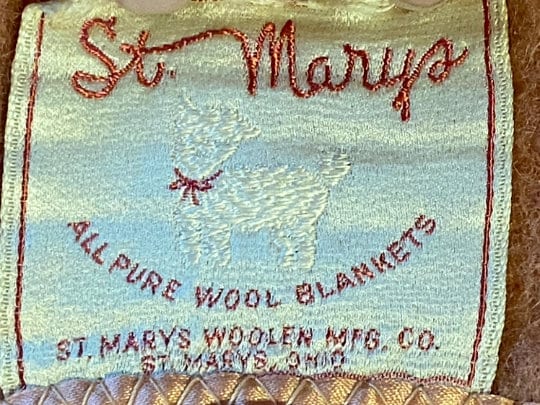 St. Marys
ALL PURE WOOL BLANKETS
ST. MARYS WOOLEN MFG. CO.
ST. MARYS, OHIO